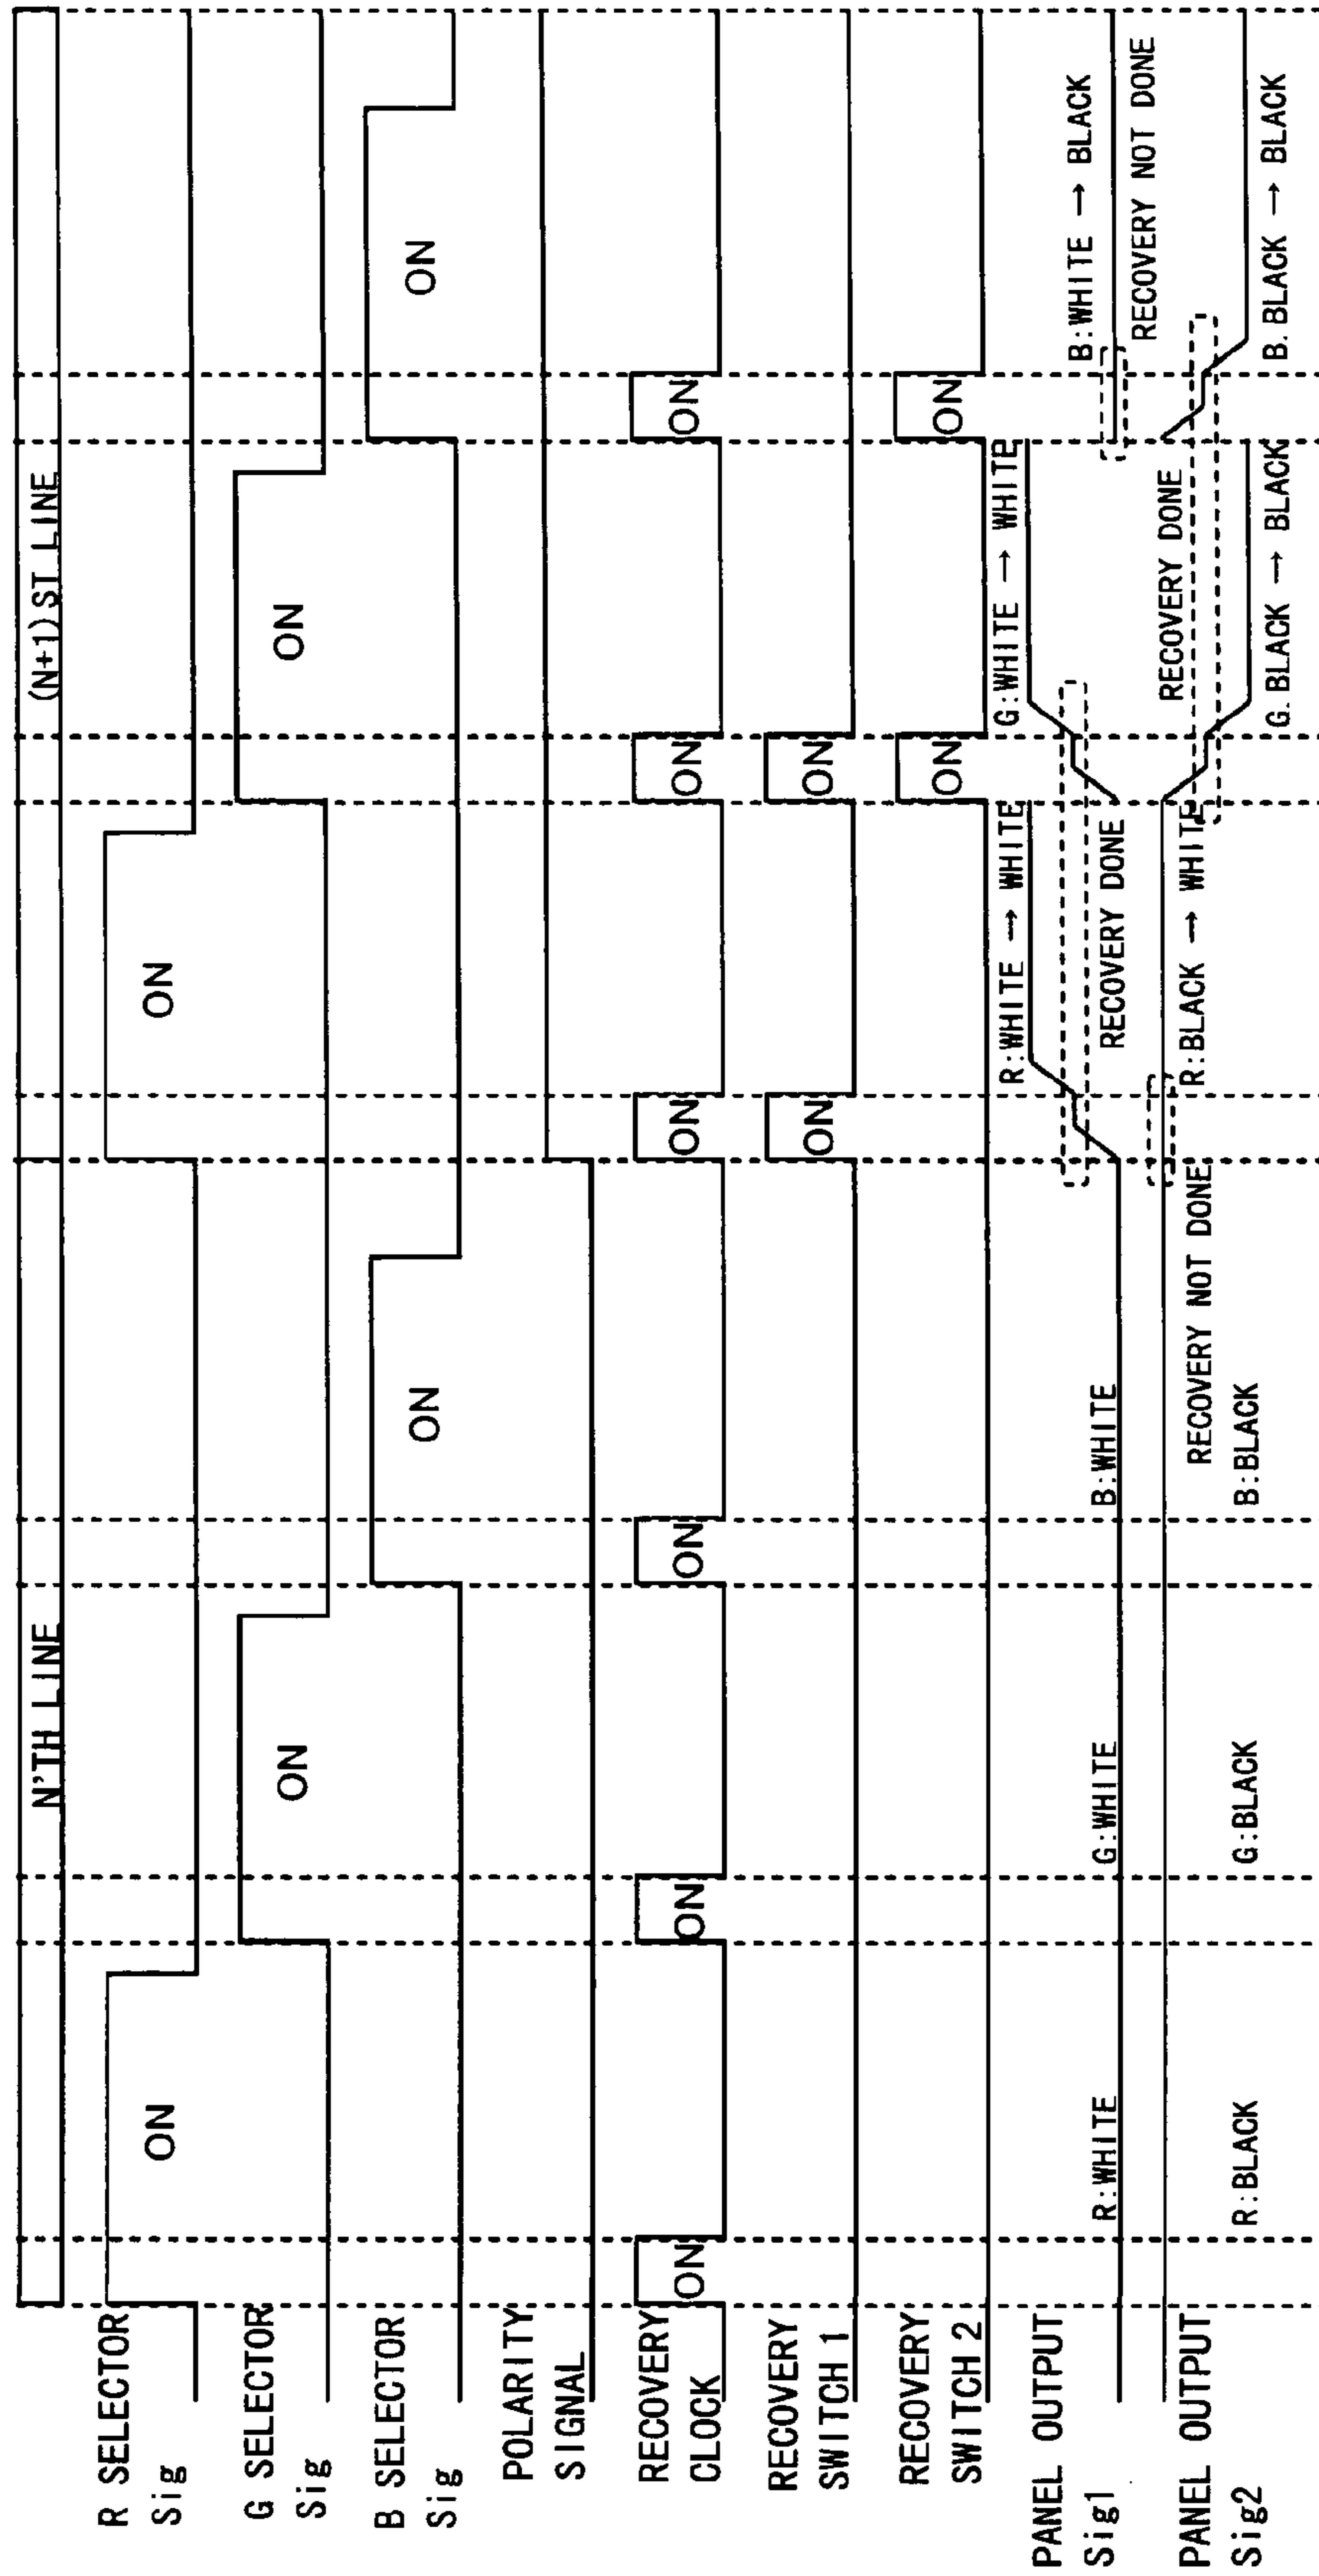 N'TH LINE
(N+1)ST LINE
R SELECTOR
Sig
ON
ON
G SELECTOR
Sig
ON
ON
B SELECTOR
Sig
ON
ON
POLARITY
SIGNAL
RECOVERY
CLOCK
ON
ON
ON
ON
ON
ON
RECOVERY
SWITCH 1
ON
ON
RECOVERY
SWITCH 2
ON
ON
PANEL OUTPUT
Sig1
R:WHITE
G:WHITE
B:WHITE
R:WHITE → WHITE
RECOVERY DONE
G:WHITE → WHITE
B:WHITE → BLACK
RECOVERY NOT DONE
PANEL OUTPUT
Sig2
R:BLACK
G:BLACK
B:BLACK
RECOVERY NOT DONE
R:BLACK → WHITE
RECOVERY DONE
G.BLACK → BLACK
B.BLACK → BLACK